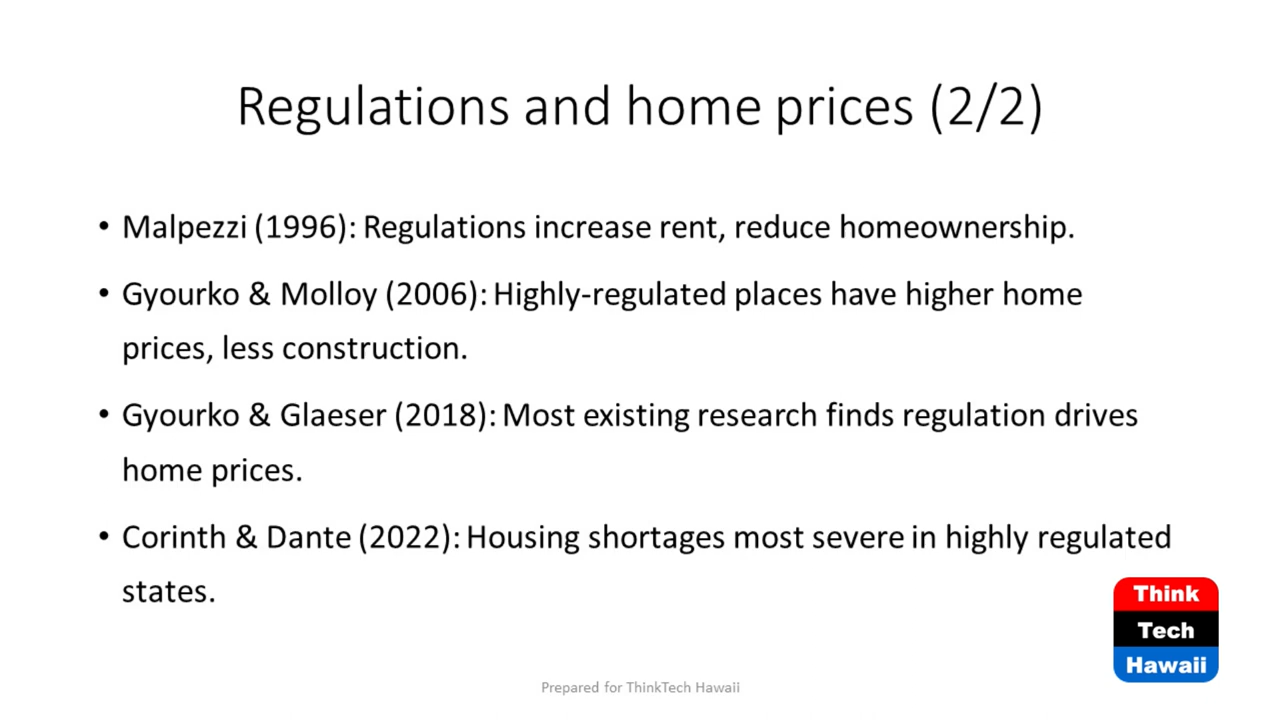 Regulations and home prices (2/2)
• Malpezzi (1996): Regulations increase rent, reduce homeownership.
• Gyourko & Molloy (2006): Highly-regulated places have higher home
prices, less construction.
• Gyourko & Glaeser (2018): Most existing research finds regulation drives
home prices.
• Corinth & Dante (2022): Housing shortages most severe in highly regulated
states.
Think
Tech
Hawaii
Prepared for ThinkTech Hawaii